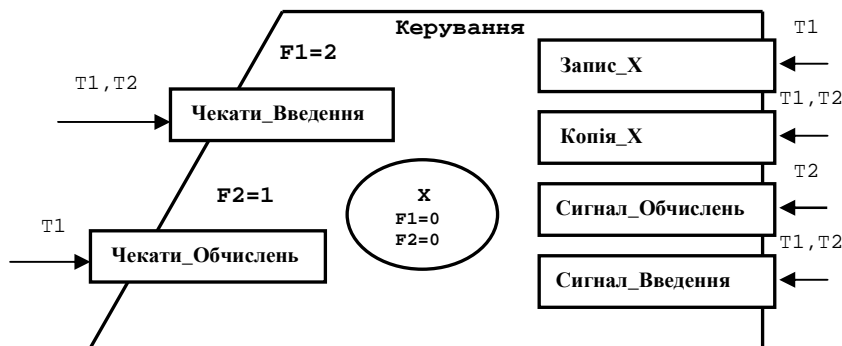 Керування
T1
F1=2
Запис_X
T1,T2
T1,T2
Чекати_Введення
Копія_X
T2
X
F2=1
F1=0
Сигнал_Обчислень
F2=0
T1
T1,T2
Чекати_Обчислень
Сигнал_Введення